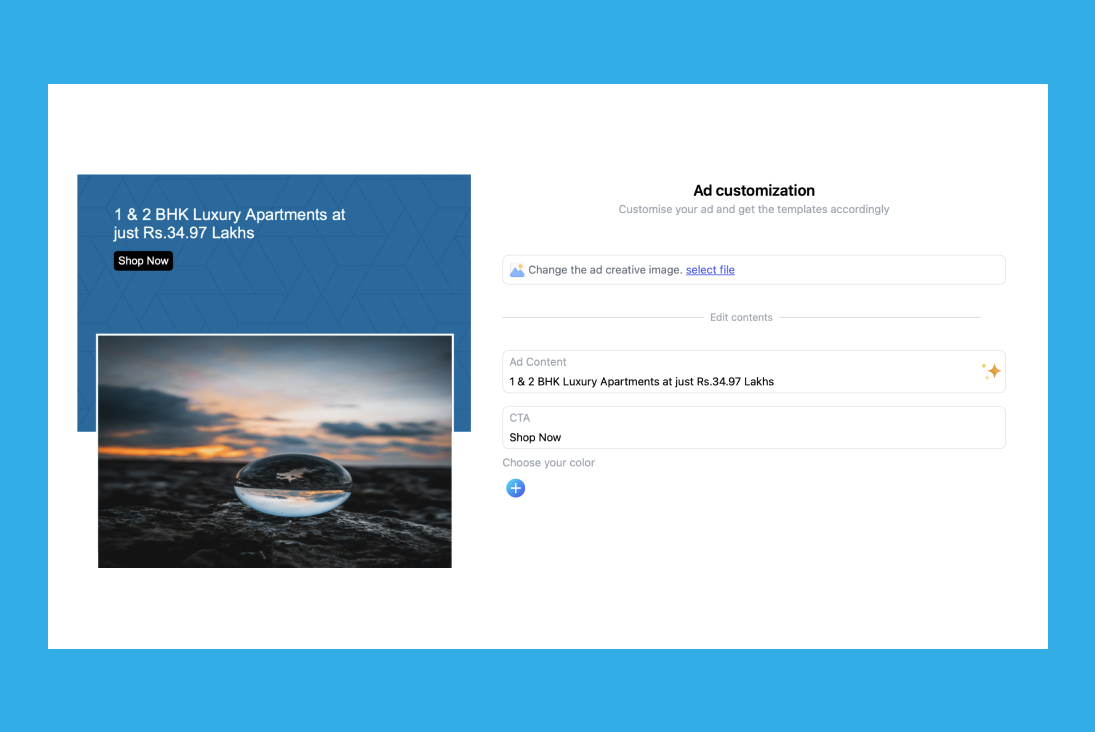 1 & 2 BHK Luxury Apartments at
just Rs.34.97 Lakhs
Shop Now
Ad customization
Customise your ad and get the templates accordingly
Change the ad creative image. select file
Edit contents
Ad Content
1 & 2 BHK Luxury Apartments at just Rs.34.97 Lakhs
CTA
Shop Now
Choose your color